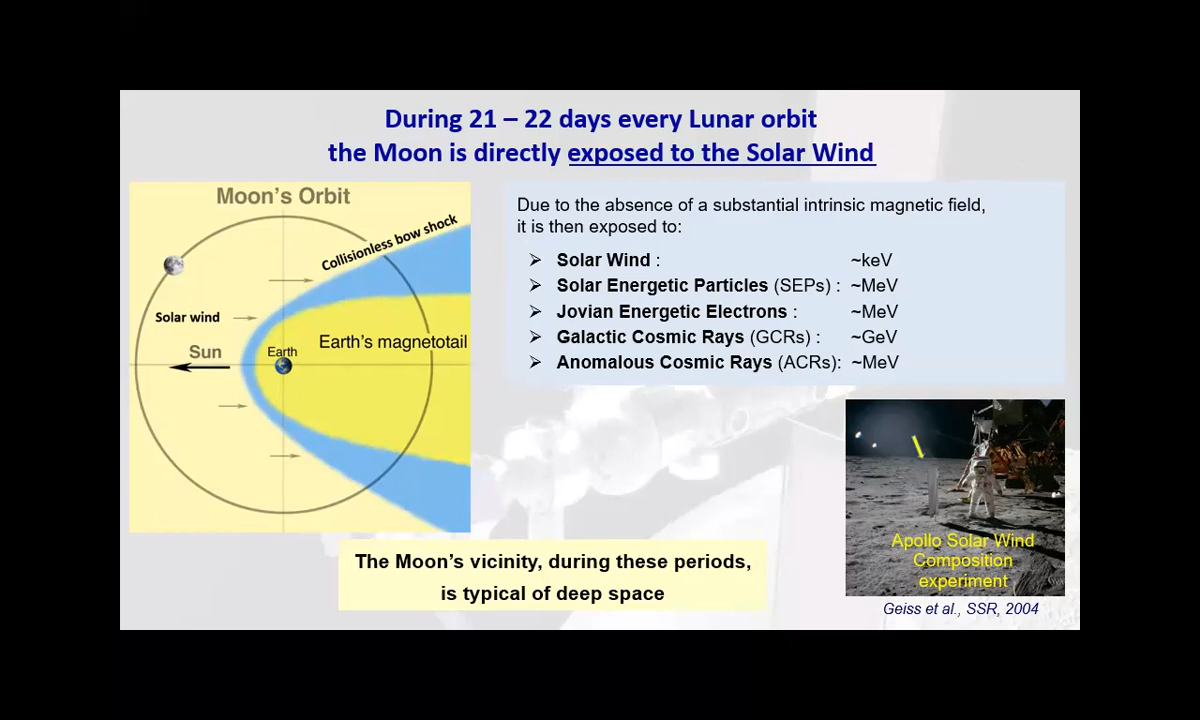 During 21 – 22 days every Lunar orbit
the Moon is directly exposed to the Solar Wind
Moon's Orbit
Collisionless bow shock
Solar wind
Sun
Earth
Earth's magnetotail
Due to the absence of a substantial intrinsic magnetic field,
it is then exposed to:
➢ Solar Wind : ~keV
➢ Solar Energetic Particles (SEPs) : ~MeV
➢ Jovian Energetic Electrons : ~MeV
➢ Galactic Cosmic Rays (GCRs) : ~GeV
➢ Anomalous Cosmic Rays (ACRs): ~MeV
Apollo Solar Wind
Composition
experiment
Geiss et al., SSR, 2004
The Moon's vicinity, during these periods,
is typical of deep space